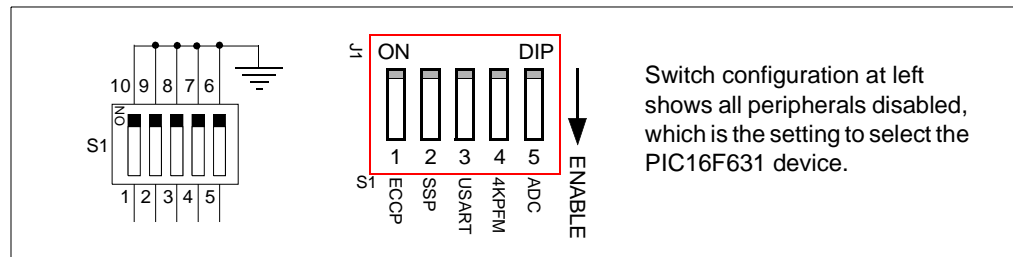 10 9 8 7 6
ON
S1
1 2 3 4 5
J1
ON DIP
1 2 3 4 5
S1
ECCP
SSP
USART
4KPFM
ADC
ENABLE
Switch configuration at left
shows all peripherals disabled,
which is the setting to select the
PIC16F631 device.